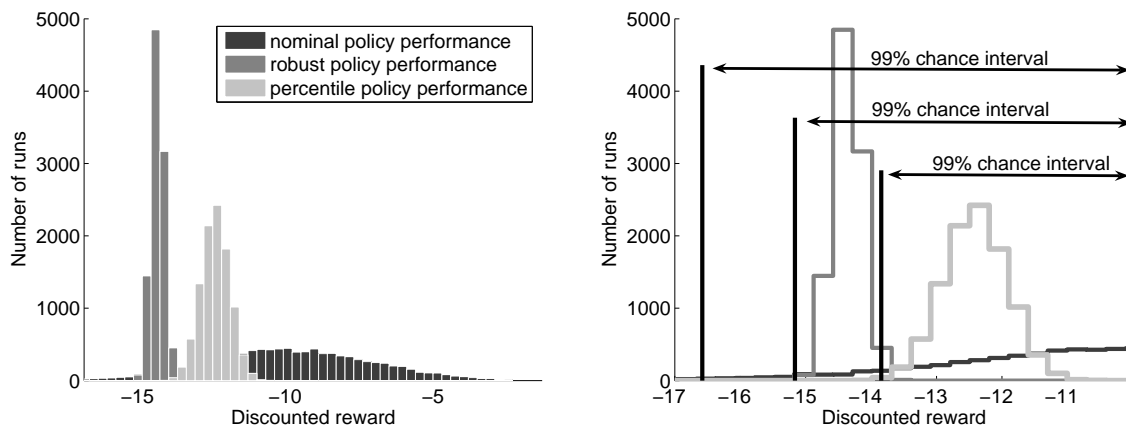 5000
4000
3000
2000
1000
0
Number of runs
nominal policy performance
robust policy performance
percentile policy performance
−15
−10
−5
Discounted reward
5000
4000
3000
2000
1000
0
Number of runs
99% chance interval
99% chance interval
99% chance interval
−17 −16 −15 −14 −13 −12 −11
Discounted reward